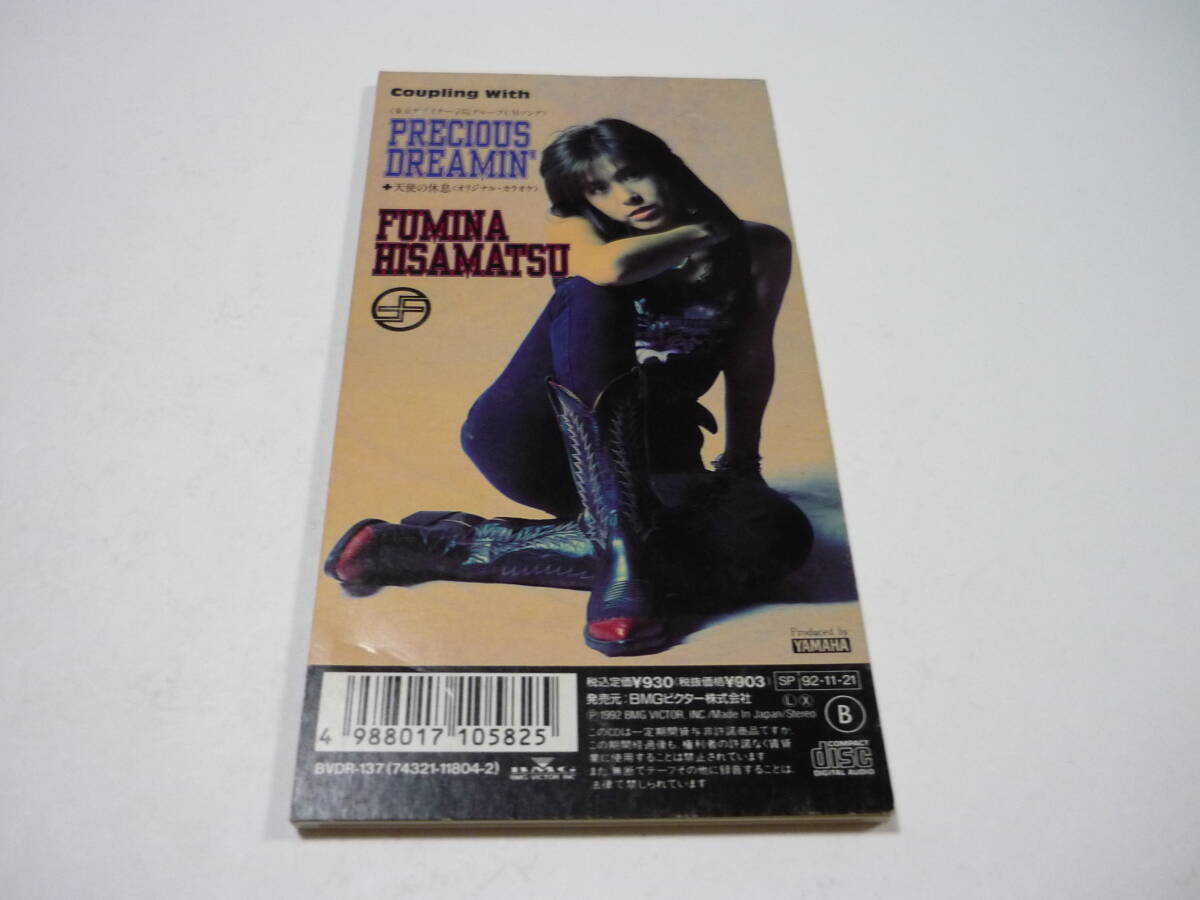 Coupling With
PRECIOUS
DREAMIN'
✦天使の休息〈オリジナル・カラオケ〉
FUMINA
HISAMATSU
Produced by
YAMAHA
税込定価¥930(税抜価格¥903) SP 92-11-21
発売元:BMGビクター株式会社 Ⓛ Ⓧ
Ⓟ 1992 BMG VICTOR, INC./Made In Japan/Stereo
B
このCDは一定期間貸与非許諾商品ですが、
この期間経過後も、権利者の許諾なく賃貸
業に使用することは禁止されています
また無断でテープその他に録音することは
法律で禁じられています
4 988017 105825
BVDR-137 (74321-11804-2)
BMG
BMG VICTOR INC
COMPACT
disc
DIGITAL AUDIO